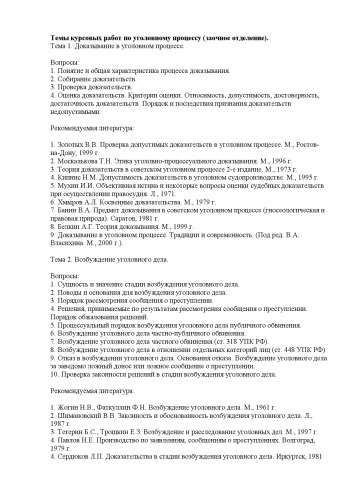 Темы курсовых работ по уголовному процессу (заочное отделение).
Тема 1. Доказывание в уголовном процессе.
Вопросы:
1. Понятие и общая характеристика процесса доказывания.
2. Собирание доказательств.
3. Проверка доказательств.
4. Оценка доказательств. Критерии оценки. Относимость, допустимость, достоверность,
достаточность доказательств. Порядок и последствия признания доказательств
недопустимыми.
Рекомендуемая литература:
1. Золотых В.В. Проверка допустимых доказательств в уголовном процессе. М., Ростов-
на-Дону, 1999 г.
2. Москалькова Т.Н. Этика уголовно-процессуального доказывания. М., 1996 г.
3. Теория доказательств в советском уголовном процессе 2-е издание. М., 1973 г.
4. Кипнис Н.М. Допустимость доказательств в уголовном судопроизводстве. М., 1995 г.
5. Мухин И.И. Объективная истина и некоторые вопросы оценки судебных доказательств
при осуществлении правосудия. Л., 1971.
6. Хмыров А.Л. Косвенные доказательства. М., 1979 г.
7. Банин В.А. Предмет доказывания в советском уголовном процессе (гносеологическая и
правовая природа). Саратов, 1981 г.
8. Белкин А.Г. Теория доказывания. М., 1999 г.
9. Доказывание в уголовном процессе. Традиции и современность. (Под ред. В.А.
Власихина. М., 2000 г.).
Тема 2. Возбуждение уголовного дела.
Вопросы:
1. Сущность и значение стадии возбуждения уголовного дела.
2. Поводы и основания для возбуждения уголовного дела.
3. Порядок рассмотрения сообщения о преступлении.
4. Решения, принимаемые по результатам рассмотрения сообщения о преступлении.
Порядок обжалования решений.
5. Процессуальный порядок возбуждения уголовного дела публичного обвинения.
6. Возбуждение уголовного дела частно-публичного обвинения.
7. Возбуждение уголовного дела частного обвинения (ст. 318 УПК РФ).
8. Возбуждение уголовного дела в отношении отдельных категорий лиц (ст. 448 УПК РФ).
9. Отказ в возбуждении уголовного дела. Основания отказа. Возбуждение уголовного дела
за заведомо ложный донос или ложное сообщение о преступлении.
10. Проверка законности решений в стадии возбуждения уголовного дела.
Рекомендуемая литература:
1. Жогин Н.В., Фаткуллин Ф.Н. Возбуждение уголовного дела. М., 1961 г.
2. Шимановский В.В. Законность и обоснованность возбуждения уголовного дела. Л.,
1987 г.
3. Тетерин Б.С., Трошкин Е.З. Возбуждение и расследование уголовных дел. М., 1997 г.
4. Павлов Н.Е. Производство по заявлениям, сообщениям о преступлениях. Волгоград,
1979 г.
4. Сердюков Л.П. Доказательства в стадии возбуждения уголовного дела. Иркутск, 1981